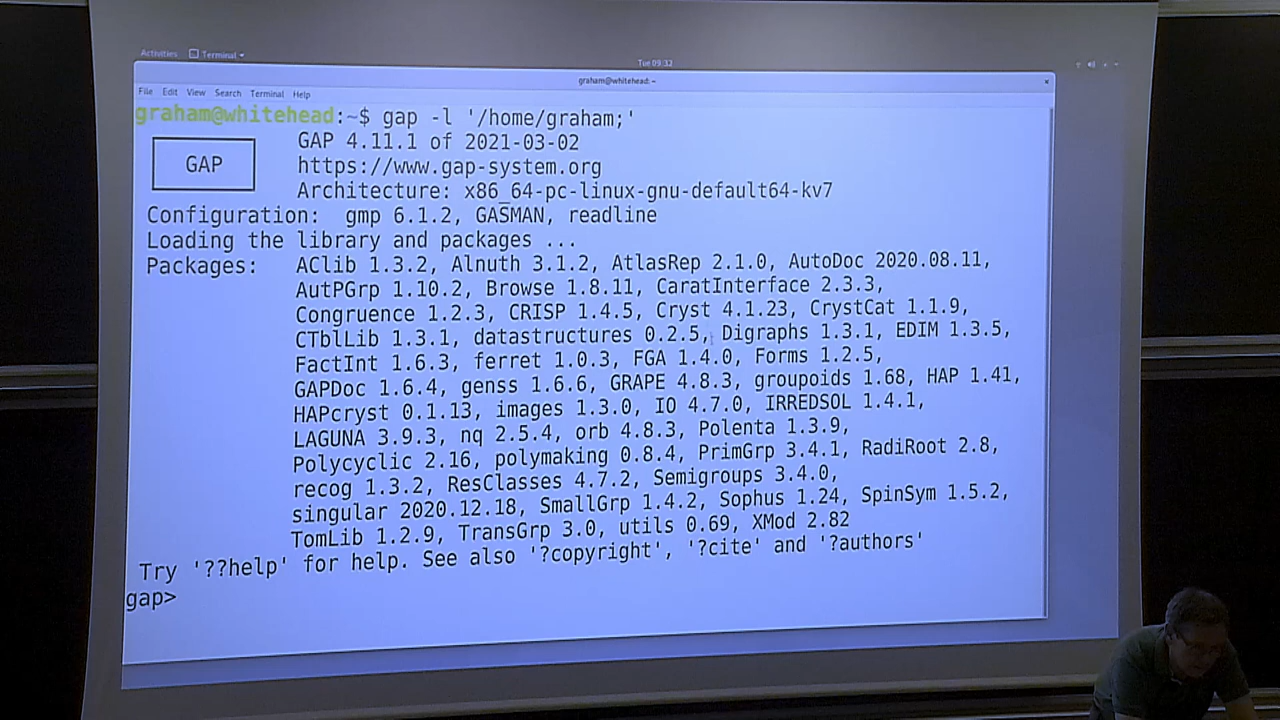 Activities Terminal
Tue 09:32
graham@whitehead:~
File Edit View Search Terminal Help
graham@whitehead:~$ gap -l '/home/graham;'
GAP
GAP 4.11.1 of 2021-03-02
https://www.gap-system.org
Architecture: x86_64-pc-linux-gnu-default64-kv7
Configuration: gmp 6.1.2, GASMAN, readline
Loading the library and packages ...
Packages: AClib 1.3.2, Alnuth 3.1.2, AtlasRep 2.1.0, AutoDoc 2020.08.11,
AutPGrp 1.10.2, Browse 1.8.11, CaratInterface 2.3.3,
Congruence 1.2.3, CRISP 1.4.5, Cryst 4.1.23, CrystCat 1.1.9,
CTblLib 1.3.1, datastructures 0.2.5, Digraphs 1.3.1, EDIM 1.3.5,
FactInt 1.6.3, ferret 1.0.3, FGA 1.4.0, Forms 1.2.5,
GAPDoc 1.6.4, genss 1.6.6, GRAPE 4.8.3, groupoids 1.68, HAP 1.41,
HAPcryst 0.1.13, images 1.3.0, IO 4.7.0, IRREDSOL 1.4.1,
LAGUNA 3.9.3, nq 2.5.4, orb 4.8.3, Polenta 1.3.9,
Polycyclic 2.16, polymaking 0.8.4, PrimGrp 3.4.1, RadiRoot 2.8,
recog 1.3.2, ResClasses 4.7.2, Semigroups 3.4.0,
singular 2020.12.18, SmallGrp 1.4.2, Sophus 1.24, SpinSym 1.5.2,
TomLib 1.2.9, TransGrp 3.0, utils 0.69, XMod 2.82
Try '??help' for help. See also '?copyright', '?cite' and '?authors'
gap>